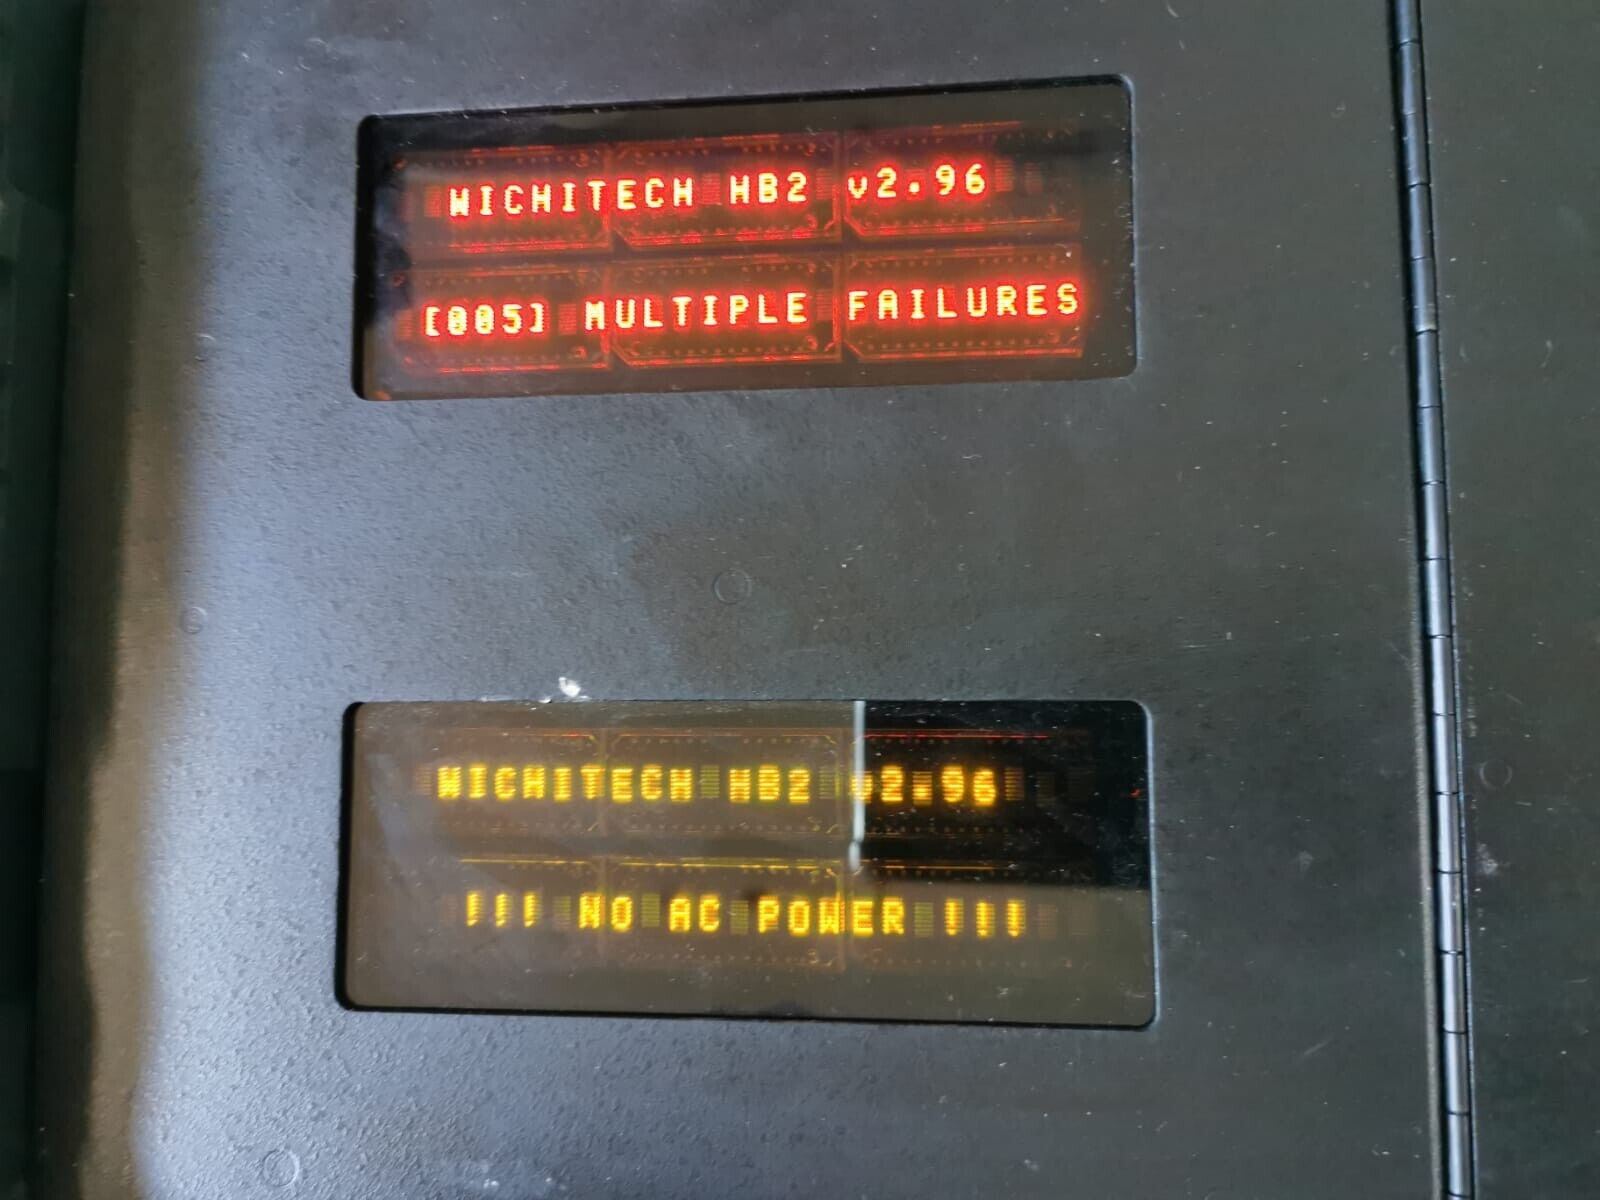 WICHITECH HB2 v2.96
[005] MULTIPLE FAILURES
WICHITECH HB2 v2.96
!!! NO AC POWER !!!